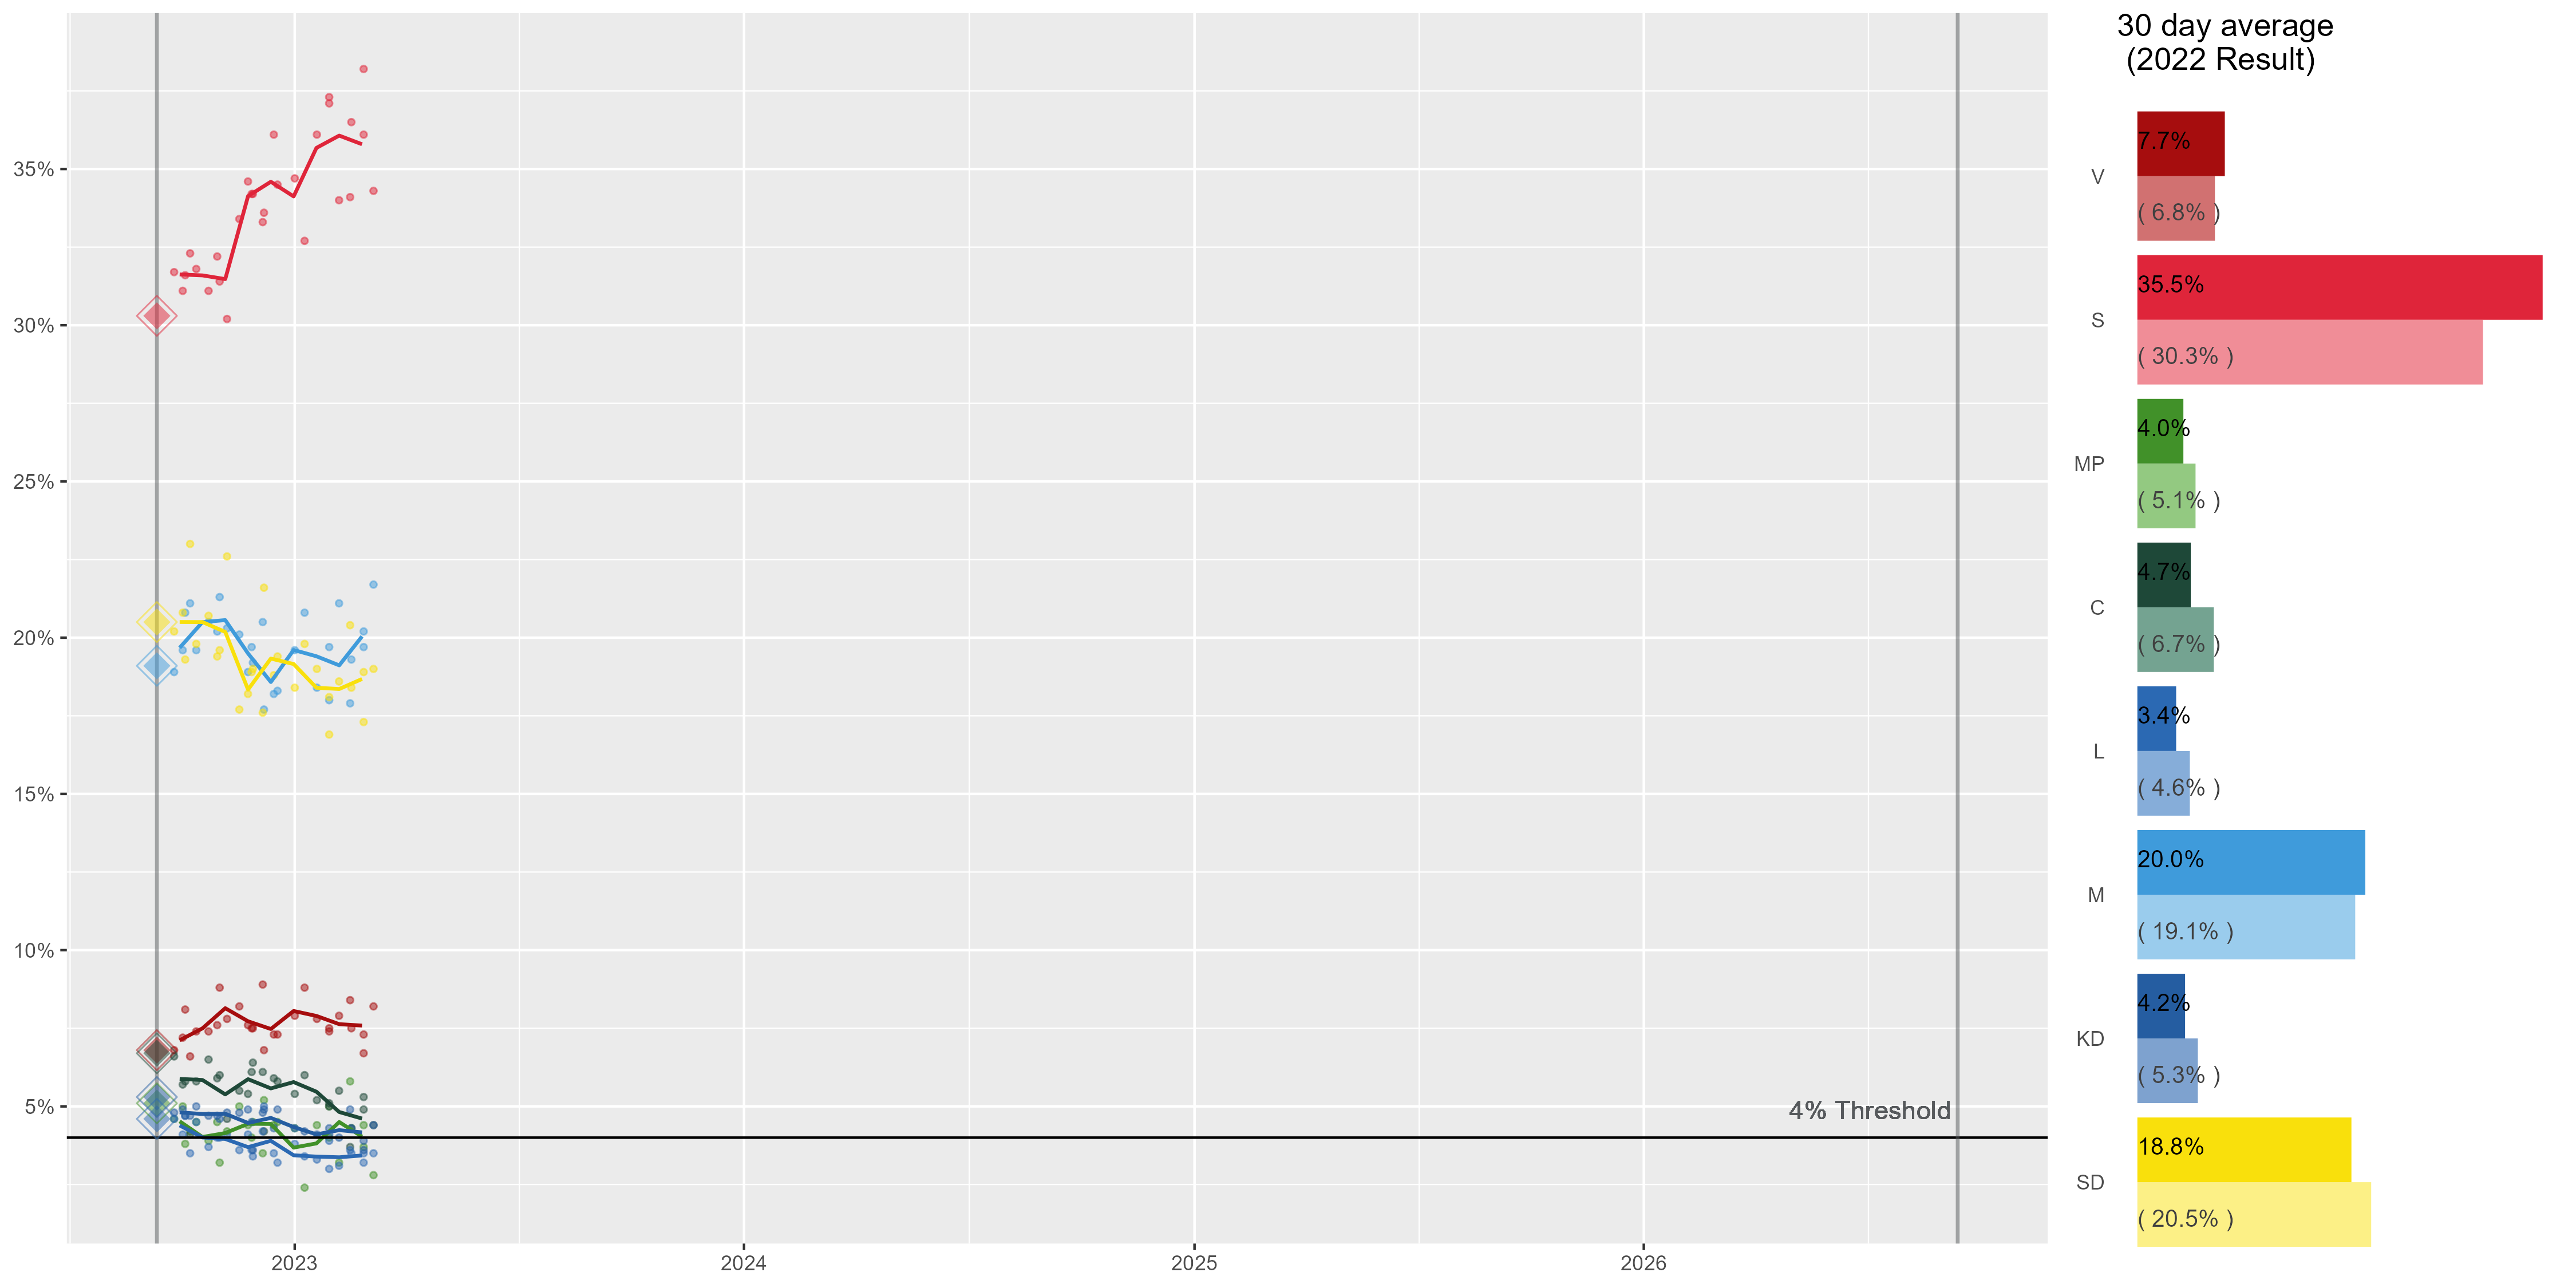 30 day average
(2022 Result)
35%
30%
25%
20%
15%
10%
5%
4% Threshold
2023
2024
2025
2026
V
7.7%
( 6.8% )
S
35.5%
( 30.3% )
MP
4.0%
( 5.1% )
C
4.7%
( 6.7% )
L
3.4%
( 4.6% )
M
20.0%
( 19.1% )
KD
4.2%
( 5.3% )
SD
18.8%
( 20.5% )